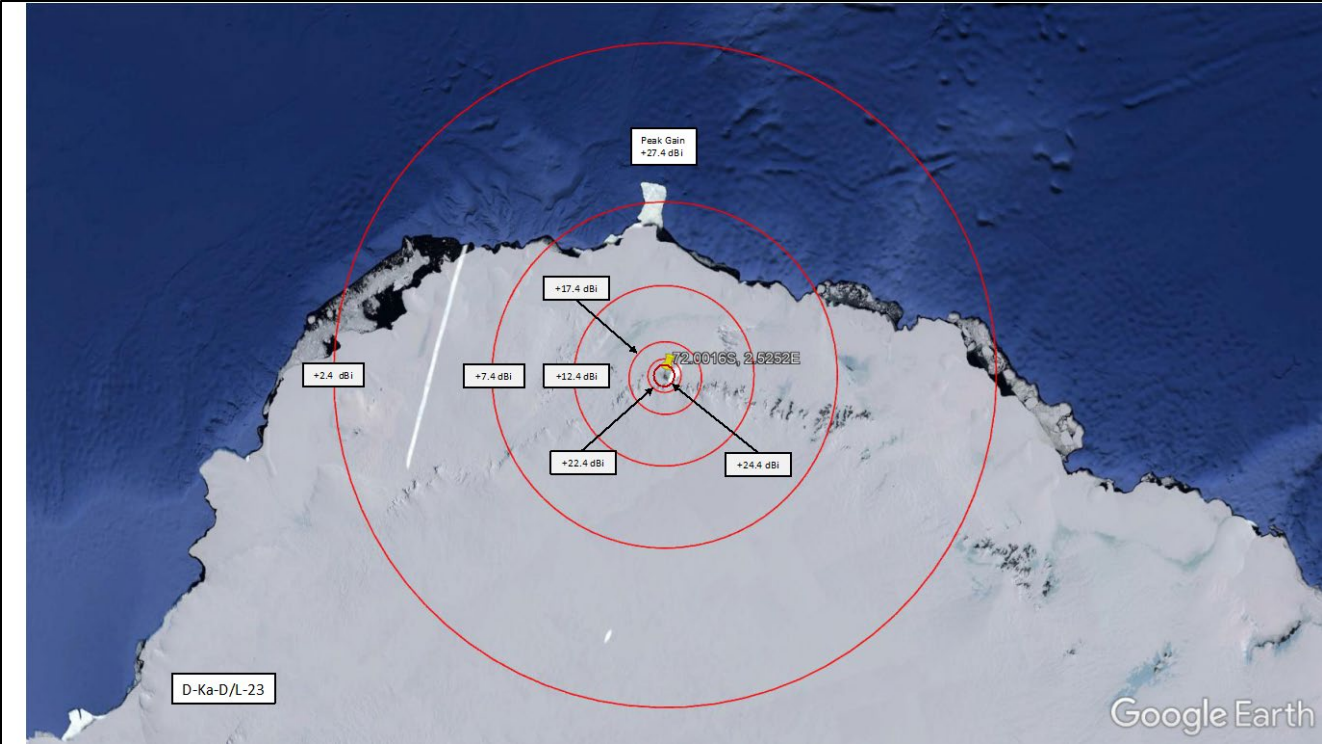 Peak Gain
+27.4 dBi
+17.4 dBi
72.0016S, 2.5252E
+2.4 dBi
+7.4 dBi
+12.4 dBi
+22.4 dBi
+24.4 dBi
D-Ka-D/L-23
Google Earth